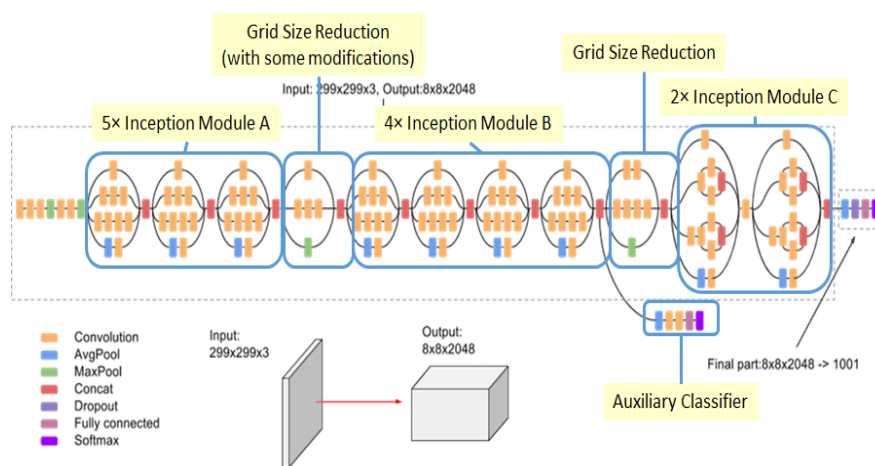 Grid Size Reduction
(with some modifications)
Grid Size Reduction
Input: 299x299x3, Output:8x8x2048
5× Inception Module A
4× Inception Module B
2× Inception Module C
Convolution
AvgPool
MaxPool
Concat
Dropout
Fully connected
Softmax
Input:
299x299x3
Output:
8x8x2048
Final part:8x8x2048 -> 1001
Auxiliary Classifier